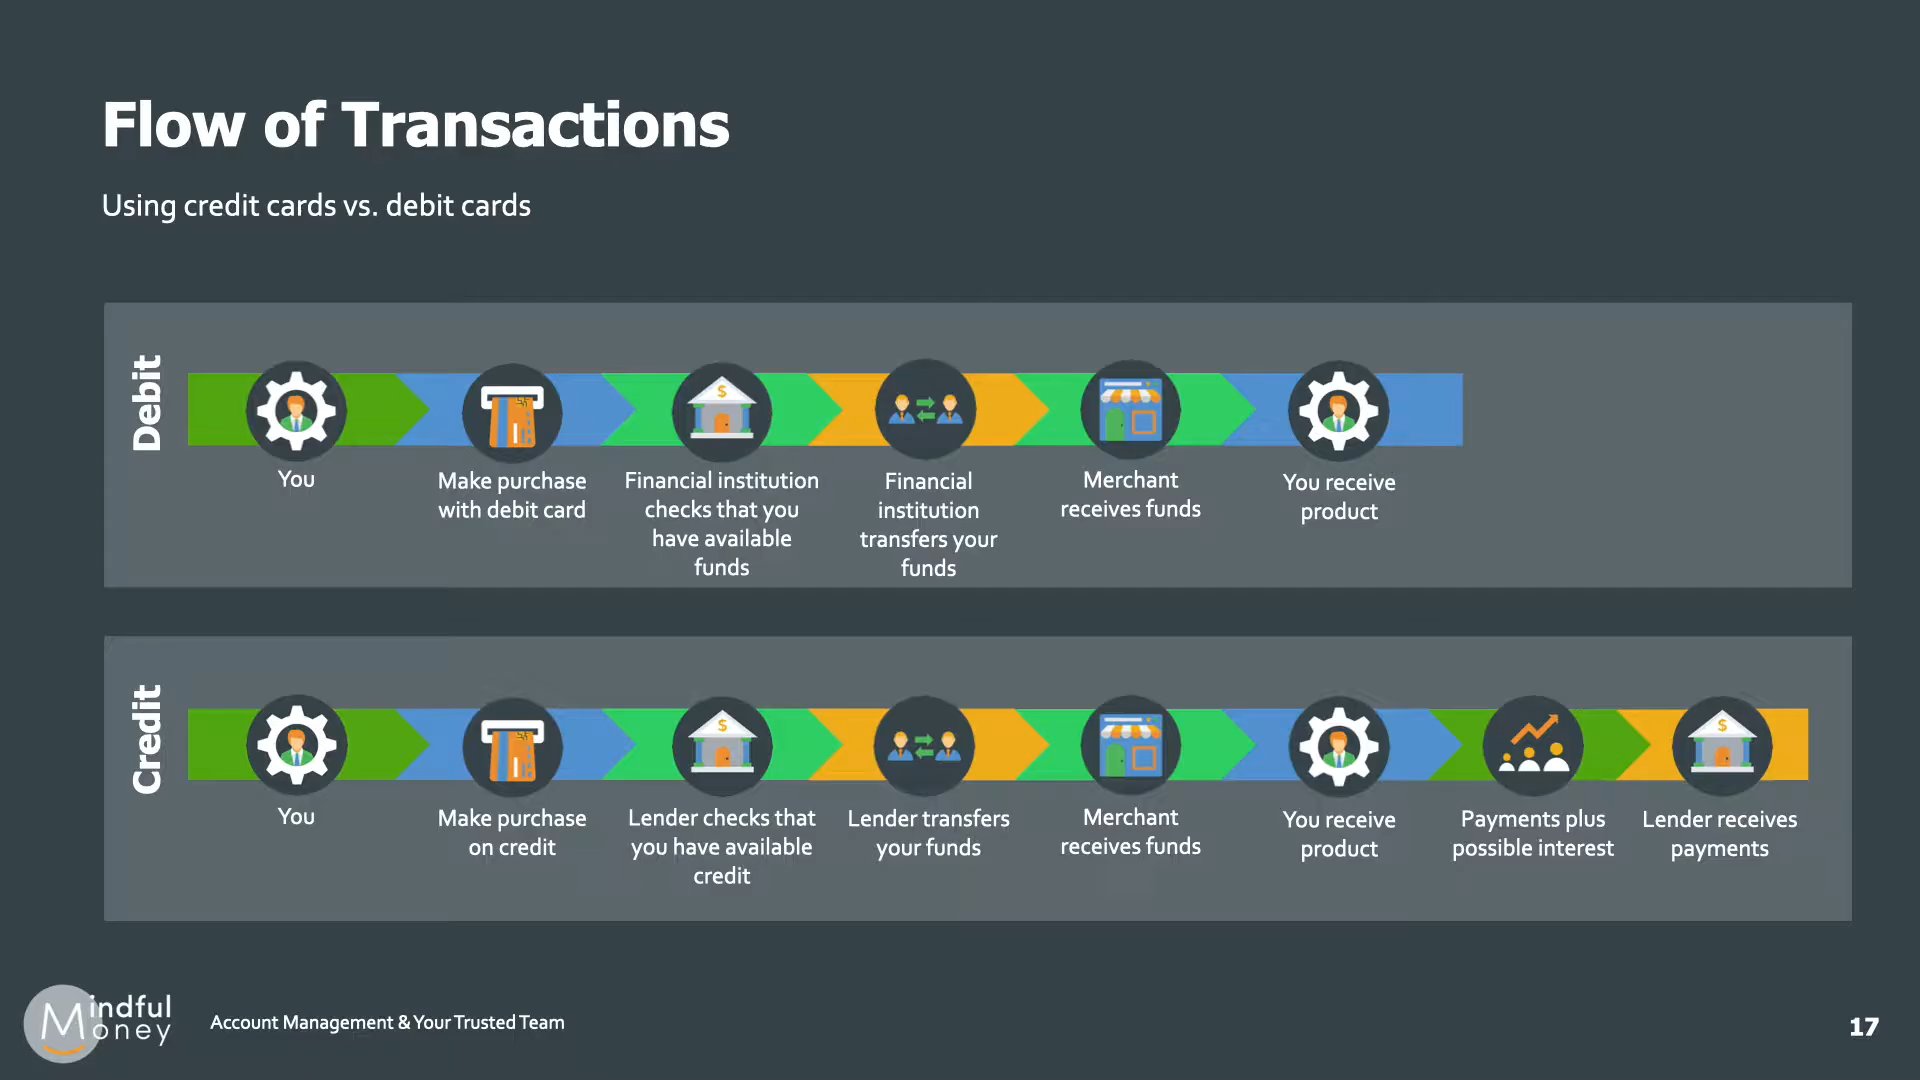 Flow of Transactions
Using credit cards vs. debit cards
Debit
You
Make purchase
with debit card
Financial institution
checks that you
have available
funds
Financial
institution
transfers your
funds
Merchant
receives funds
You receive
product
Credit
You
Make purchase
on credit
Lender checks that
you have available
credit
Lender transfers
your funds
Merchant
receives funds
You receive
product
Payments plus
possible interest
Lender receives
payments
Mindful
Money
Account Management & Your Trusted Team
17